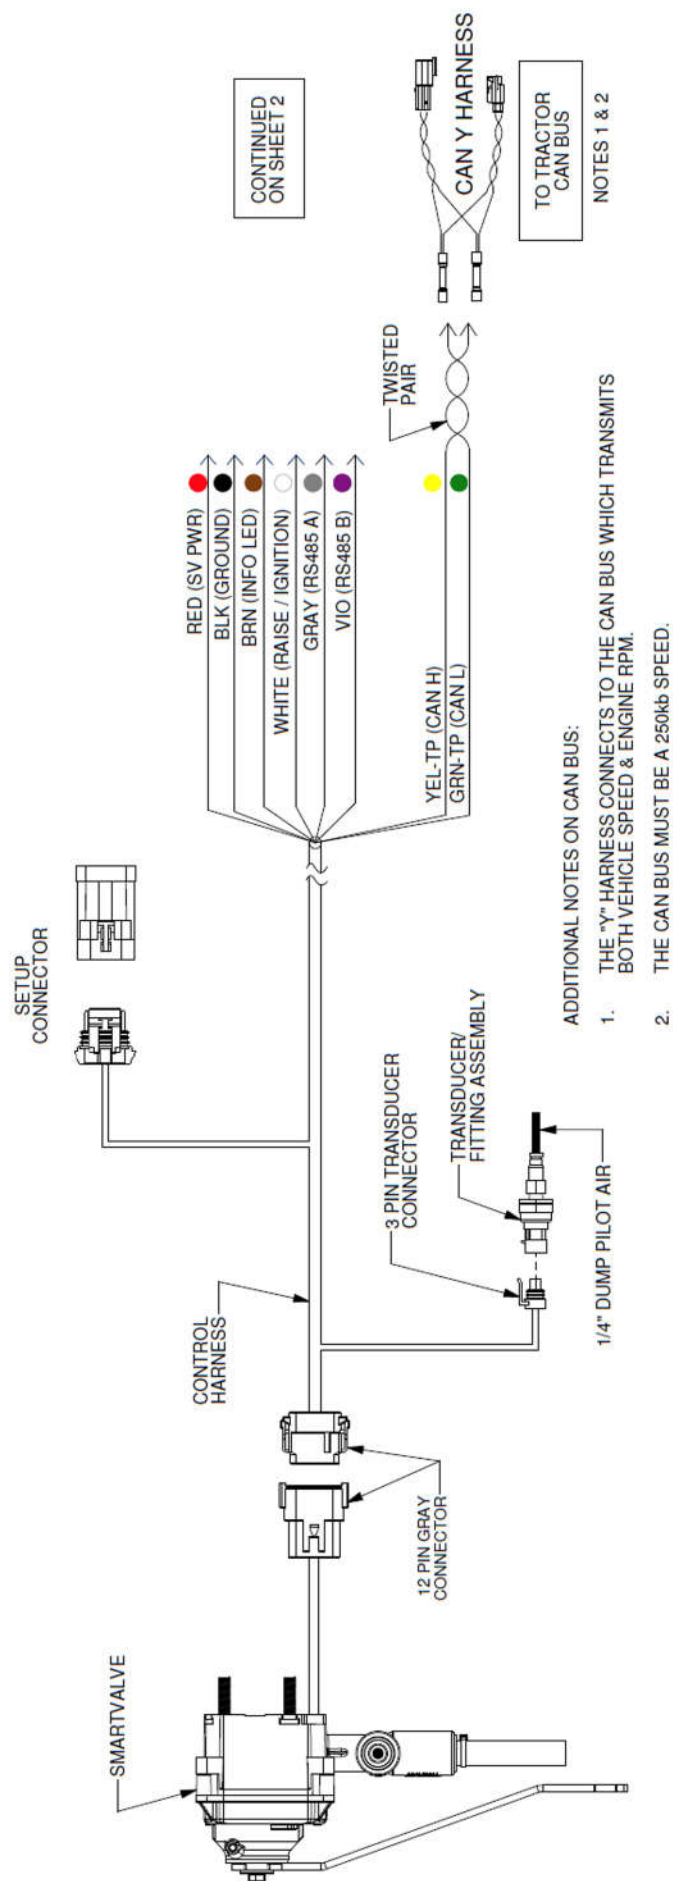 SMARTVALVE
12 PIN GRAY
CONNECTOR
CONTROL
HARNESS
SETUP
CONNECTOR
3 PIN TRANSDUCER
CONNECTOR
TRANSDUCER/
FITTING ASSEMBLY
1/4" DUMP PILOT AIR
RED (SV PWR)
BLK (GROUND)
BRN (INFO LED)
WHITE (RAISE / IGNITION)
GRAY (RS485 A)
VIO (RS485 B)
YEL-TP (CAN H)
GRN-TP (CAN L)
TWISTED
PAIR
CONTINUED
ON SHEET 2
CAN Y HARNESS
TO TRACTOR
CAN BUS
NOTES 1 & 2
ADDITIONAL NOTES ON CAN BUS:
1. THE "Y" HARNESS CONNECTS TO THE CAN BUS WHICH TRANSMITS
BOTH VEHICLE SPEED & ENGINE RPM.
2. THE CAN BUS MUST BE A 250kb SPEED.